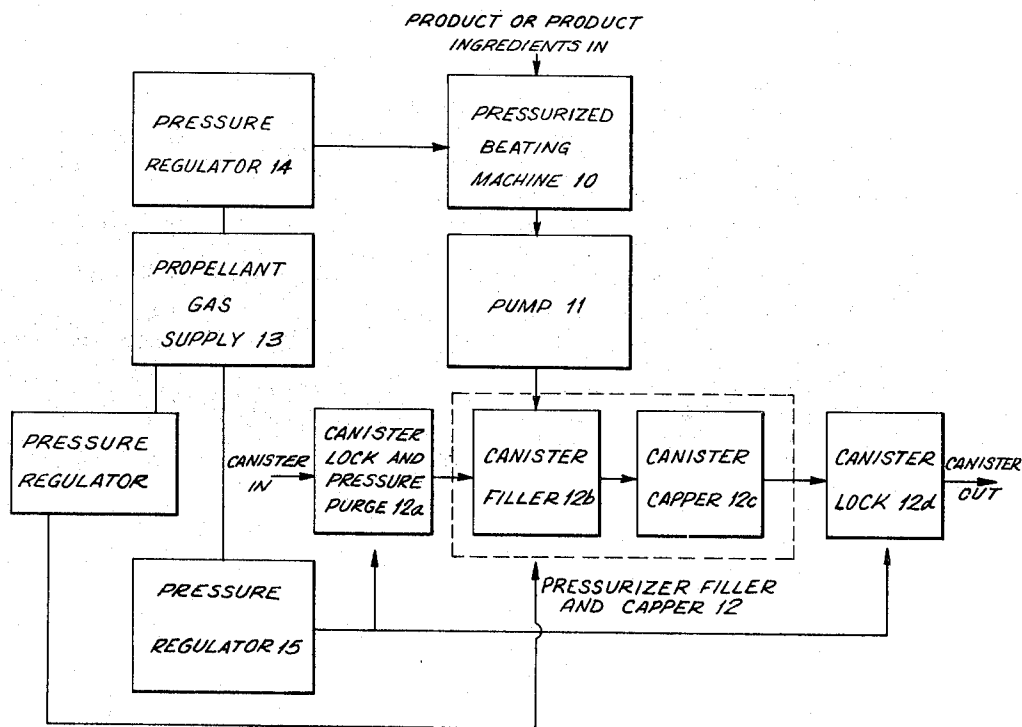 PRODUCT OR PRODUCT
INGREDIENTS IN
PRESSURE
REGULATOR 14
PRESSURIZED
BEATING
MACHINE 10
PROPELLANT
GAS
SUPPLY 13
PUMP 11
PRESSURE
REGULATOR
CANISTER
IN
CANISTER
LOCK AND
PRESSURE
PURGE 12a
CANISTER
FILLER 12b
CANISTER
CAPPER 12c
CANISTER
LOCK 12d
CANISTER
OUT
PRESSURE
REGULATOR 15
PRESSURIZER FILLER
AND CAPPER 12